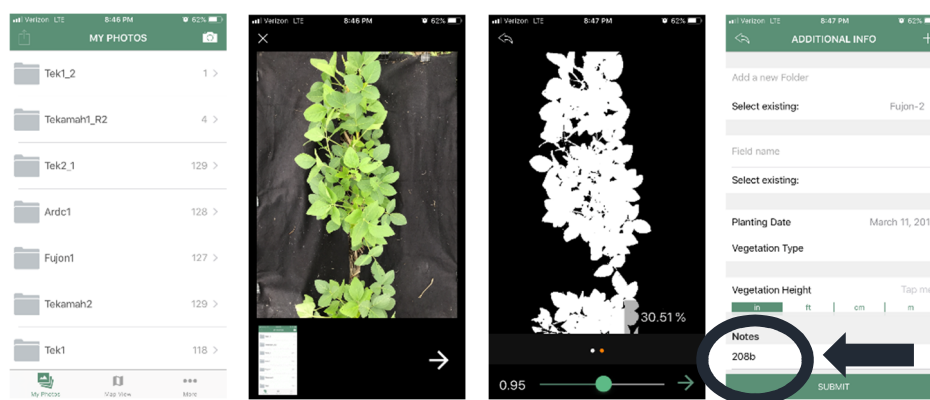 Verizon LTE 8:46 PM 62%
MY PHOTOS
Tek1_2 1
Tekamah1_R2 4
Tek2_1 129
Ardc1 128
Fujon1 127
Tekamah2 129
Tek1 118
My Photos Map View More
Verizon LTE 8:46 PM 62%
Verizon LTE 8:47 PM 62%
30.51 %
0.95
Verizon LTE 8:47 PM 62%
ADDITIONAL INFO
Add a new Folder
Select existing: Fujon-2
Field name
Select existing:
Planting Date March 11, 201
Vegetation Type
Vegetation Height Tap me
in ft cm m
Notes
208b
SUBMIT